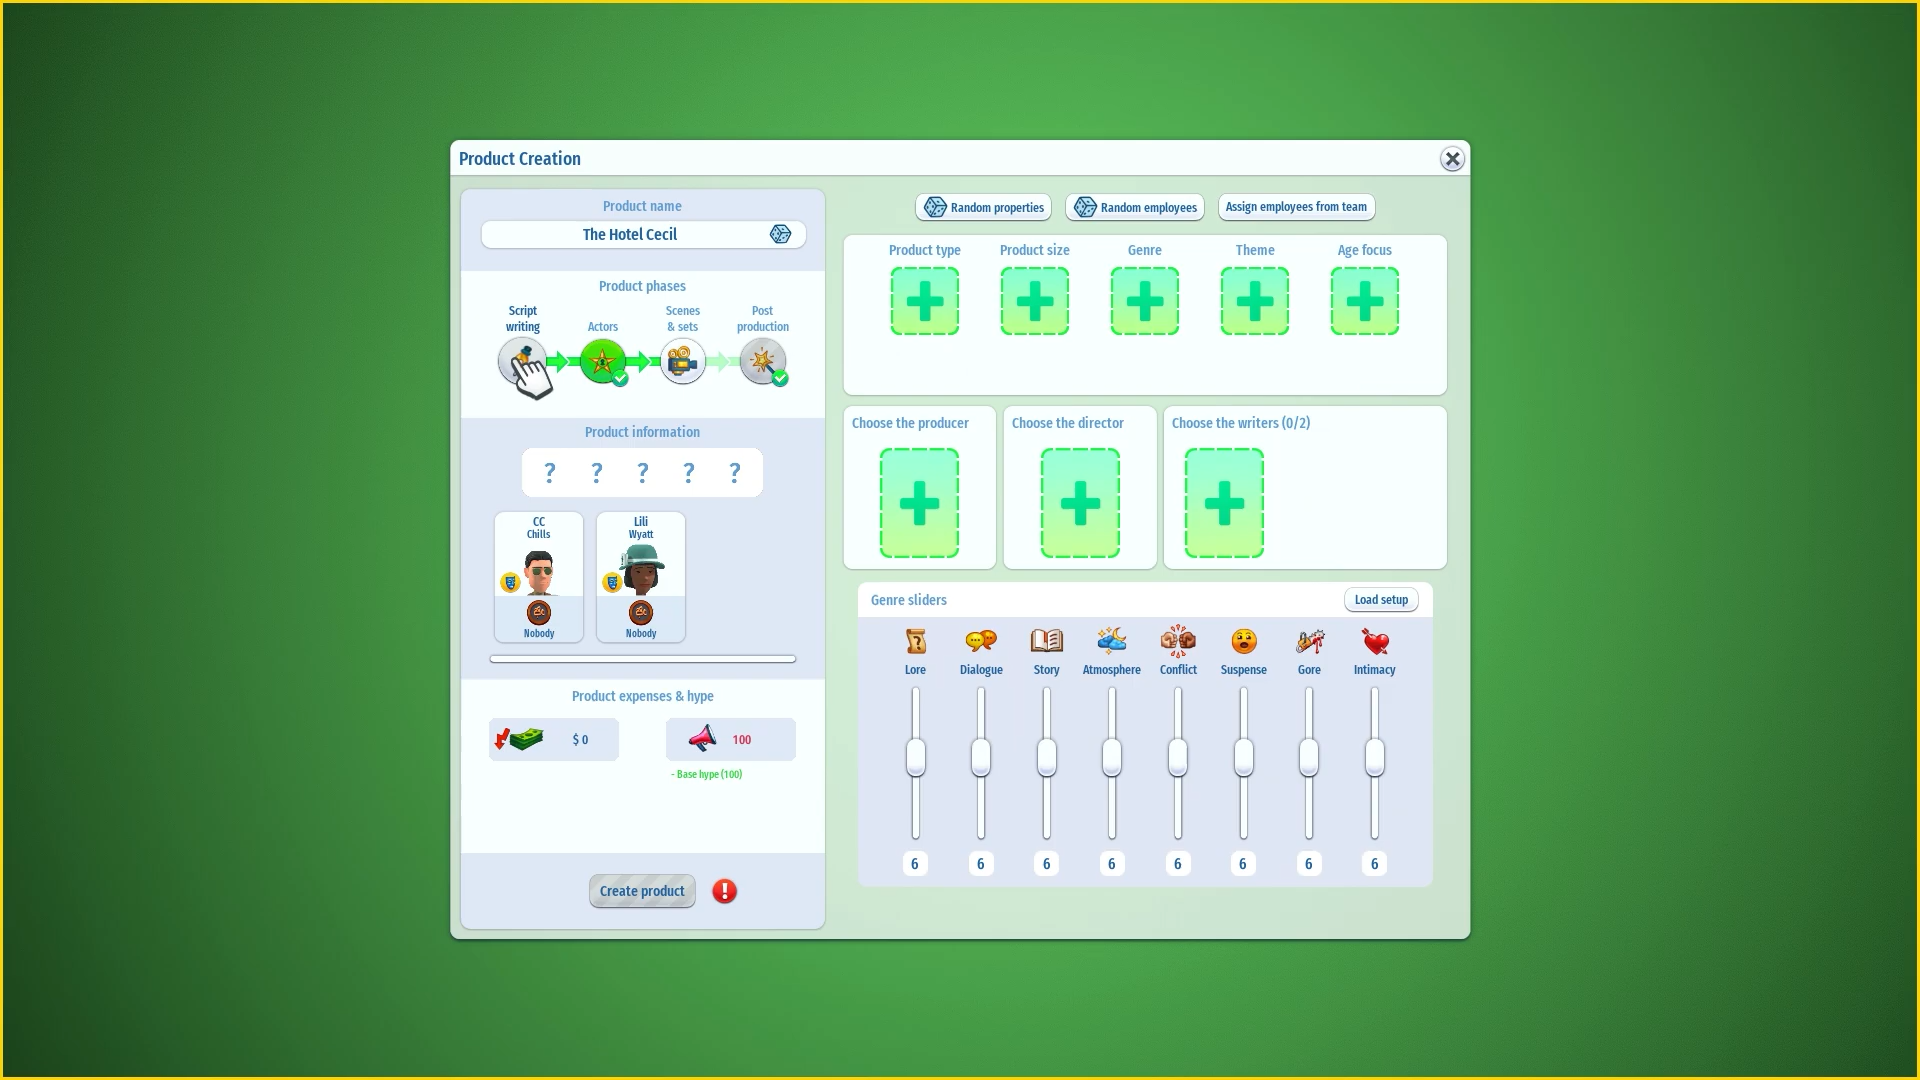 Product Creation
Product name
The Hotel Cecil
Product phases
Script writing
Actors
Scenes & sets
Post production
Product information
? ? ? ? ?
CC Chills
Nobody
Lili Wyatt
Nobody
Product expenses & hype
$ 0
100
- Base hype (100)
Create product
Random properties
Random employees
Assign employees from team
Product type
Product size
Genre
Theme
Age focus
Choose the producer
Choose the director
Choose the writers (0/2)
Genre sliders
Load setup
Lore
Dialogue
Story
Atmosphere
Conflict
Suspense
Gore
Intimacy
6 6 6 6 6 6 6 6